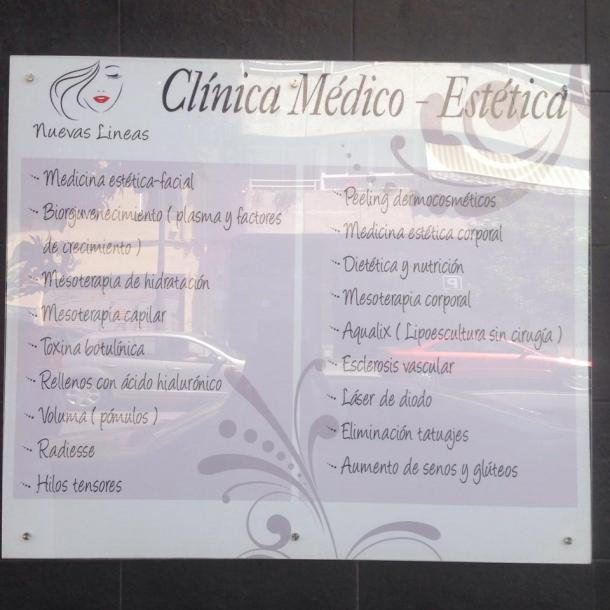 Clínica Médico - Estética
Nuevas Lineas
Medicina estética-facial
Biorejuvenecimiento ( plasma y factores
de crecimiento )
Mesoterapia de hidratación
Mesoterapia capilar
Toxina botulínica
Rellenos con ácido hialurónico
Voluma ( pómulos )
Radiesse
Hilos tensores
Peeling dermocosméticos
Medicina estética corporal
Dietética y nutrición
Mesoterapia corporal
Aqualix ( Lipoescultura sin cirugía )
Esclerosis vascular
Láser de diodo
Eliminación tatuajes
Aumento de senos y glúteos